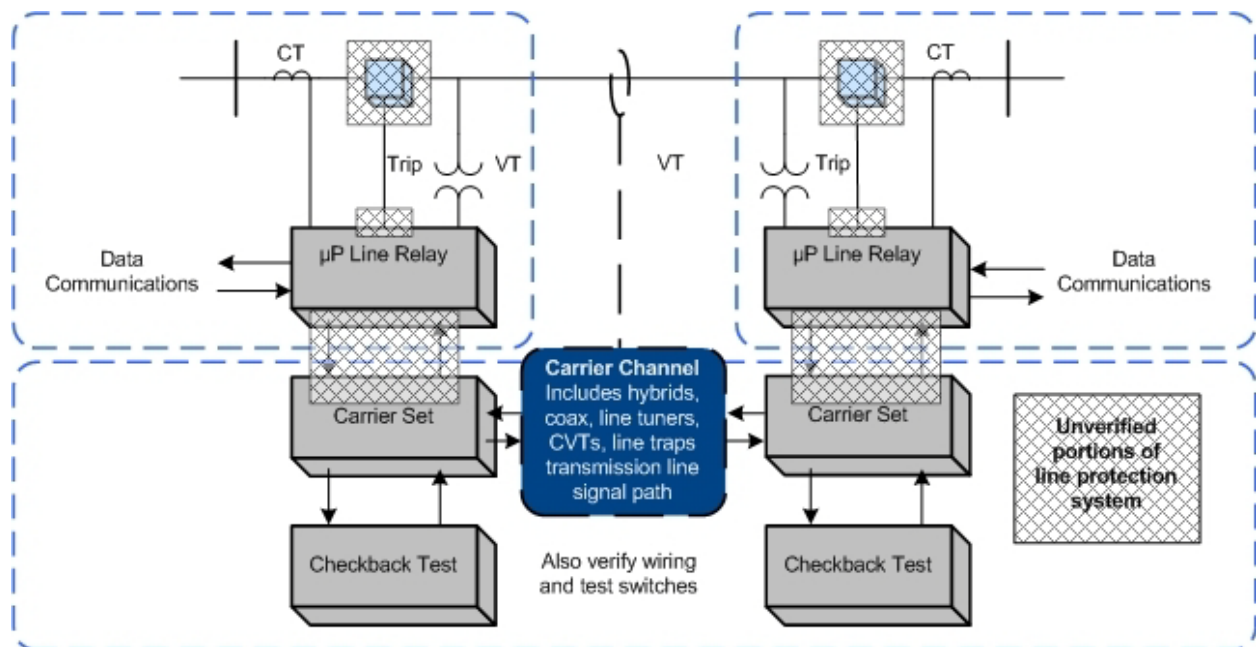 CT
CT
Trip
VT
VT
Trip
µP Line Relay
µP Line Relay
Data
Communications
Data
Communications
Carrier Channel
Includes hybrids,
coax, line tuners,
CVTs, line traps
transmission line
signal path
Carrier Set
Carrier Set
Unverified
portions of
line protection
system
Checkback Test
Also verify wiring
and test switches
Checkback Test